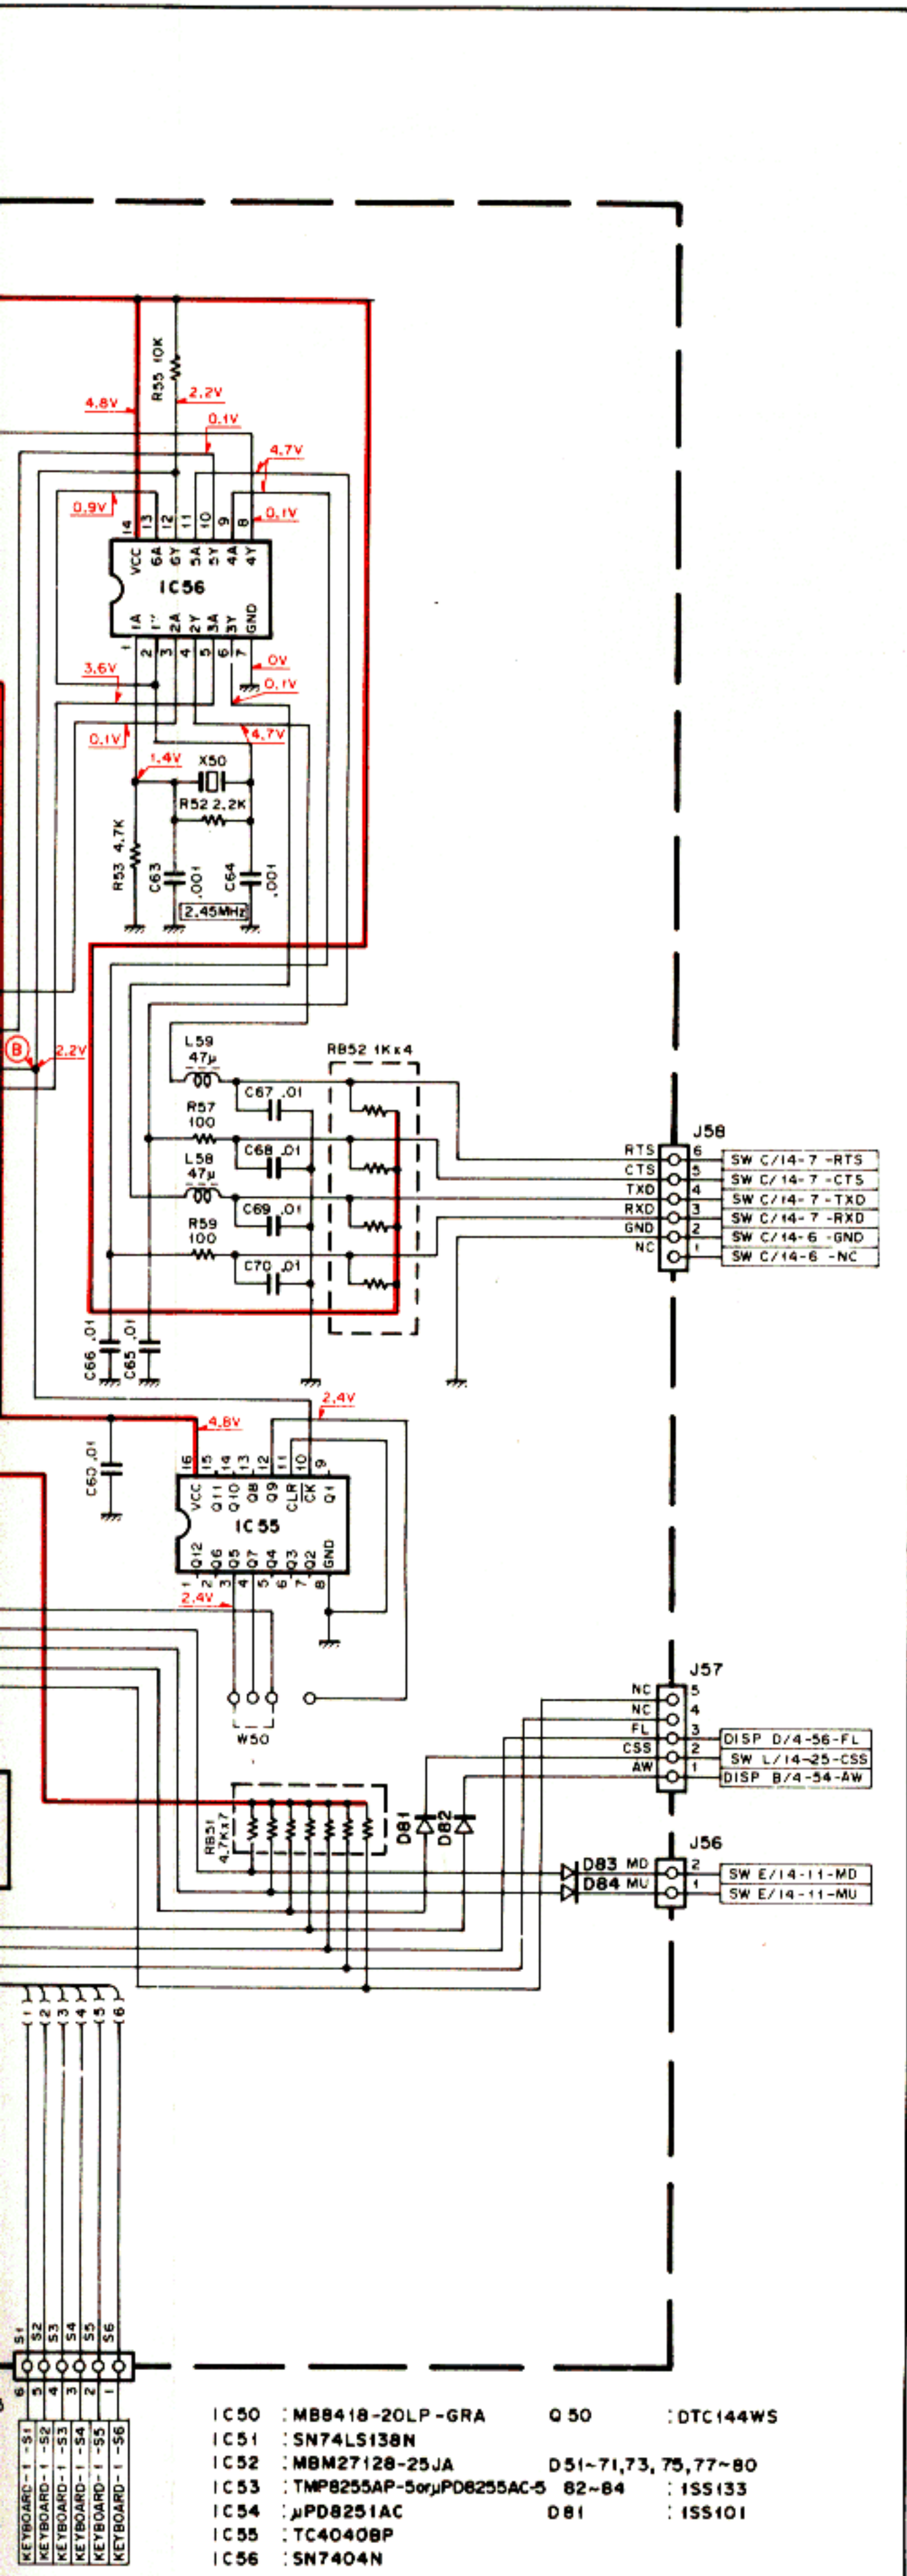 R55 10K
2.2V
4.8V
0.1V
4.7V
0.9V
0.1V
14 13 12 11 10 9 8
VCC 6A 6Y 5A 5Y 4A 4Y
IC56
1A 1Y 2A 2Y 3A 3Y GND
1 2 3 4 5 6 7
0V
3.6V
0.1V
0.1V
4.7V
1.4V
X50
R52 2.2K
R53 4.7K
C63 .001
C64 .001
2.45MHz
B
2.2V
L59
47μ
RB52 1Kx4
C67 .01
R57
100
C68 .01
L58
47μ
C69 .01
R59
100
C70 .01
J58
RTS 6 SW C/14-7-RTS
CTS 5 SW C/14-7-CTS
TXD 4 SW C/14-7-TXD
RXD 3 SW C/14-7-RXD
GND 2 SW C/14-6-GND
NC 1 SW C/14-6-NC
C66 .01
C65 .01
2.4V
4.8V
C60 .01
16 15 14 13 12 11 10 9
VCC Q11 Q10 Q8 Q9 CLR CK Q1
IC55
Q12 Q6 Q5 Q7 Q4 Q3 Q2 GND
1 2 3 4 5 6 7 8
2.4V
W50
J57
NC 5
NC 4
FL 3 DISP D/4-56-FL
CSS 2 SW L/14-25-CSS
AW 1 DISP B/4-54-AW
RB51
4.7Kx7
D81
D82
J56
D83 MD 2 SW E/14-11-MD
D84 MU 1 SW E/14-11-MU
(1) (2) (3) (4) (5) (6)
S1 S2 S3 S4 S5 S6
6 5 4 3 2 1
KEYBOARD-1-S1
KEYBOARD-1-S2
KEYBOARD-1-S3
KEYBOARD-1-S4
KEYBOARD-1-S5
KEYBOARD-1-S6
IC50 : MB8418-20LP-GRA Q50 : DTC144WS
IC51 : SN74LS138N
IC52 : MBM27128-25JA D51~71,73,75,77~80
IC53 : TMP8255AP-5orμPD8255AC-5 82~84 : 1SS133
IC54 : μPD8251AC D81 : 1SS101
IC55 : TC4040BP
IC56 : SN7404N